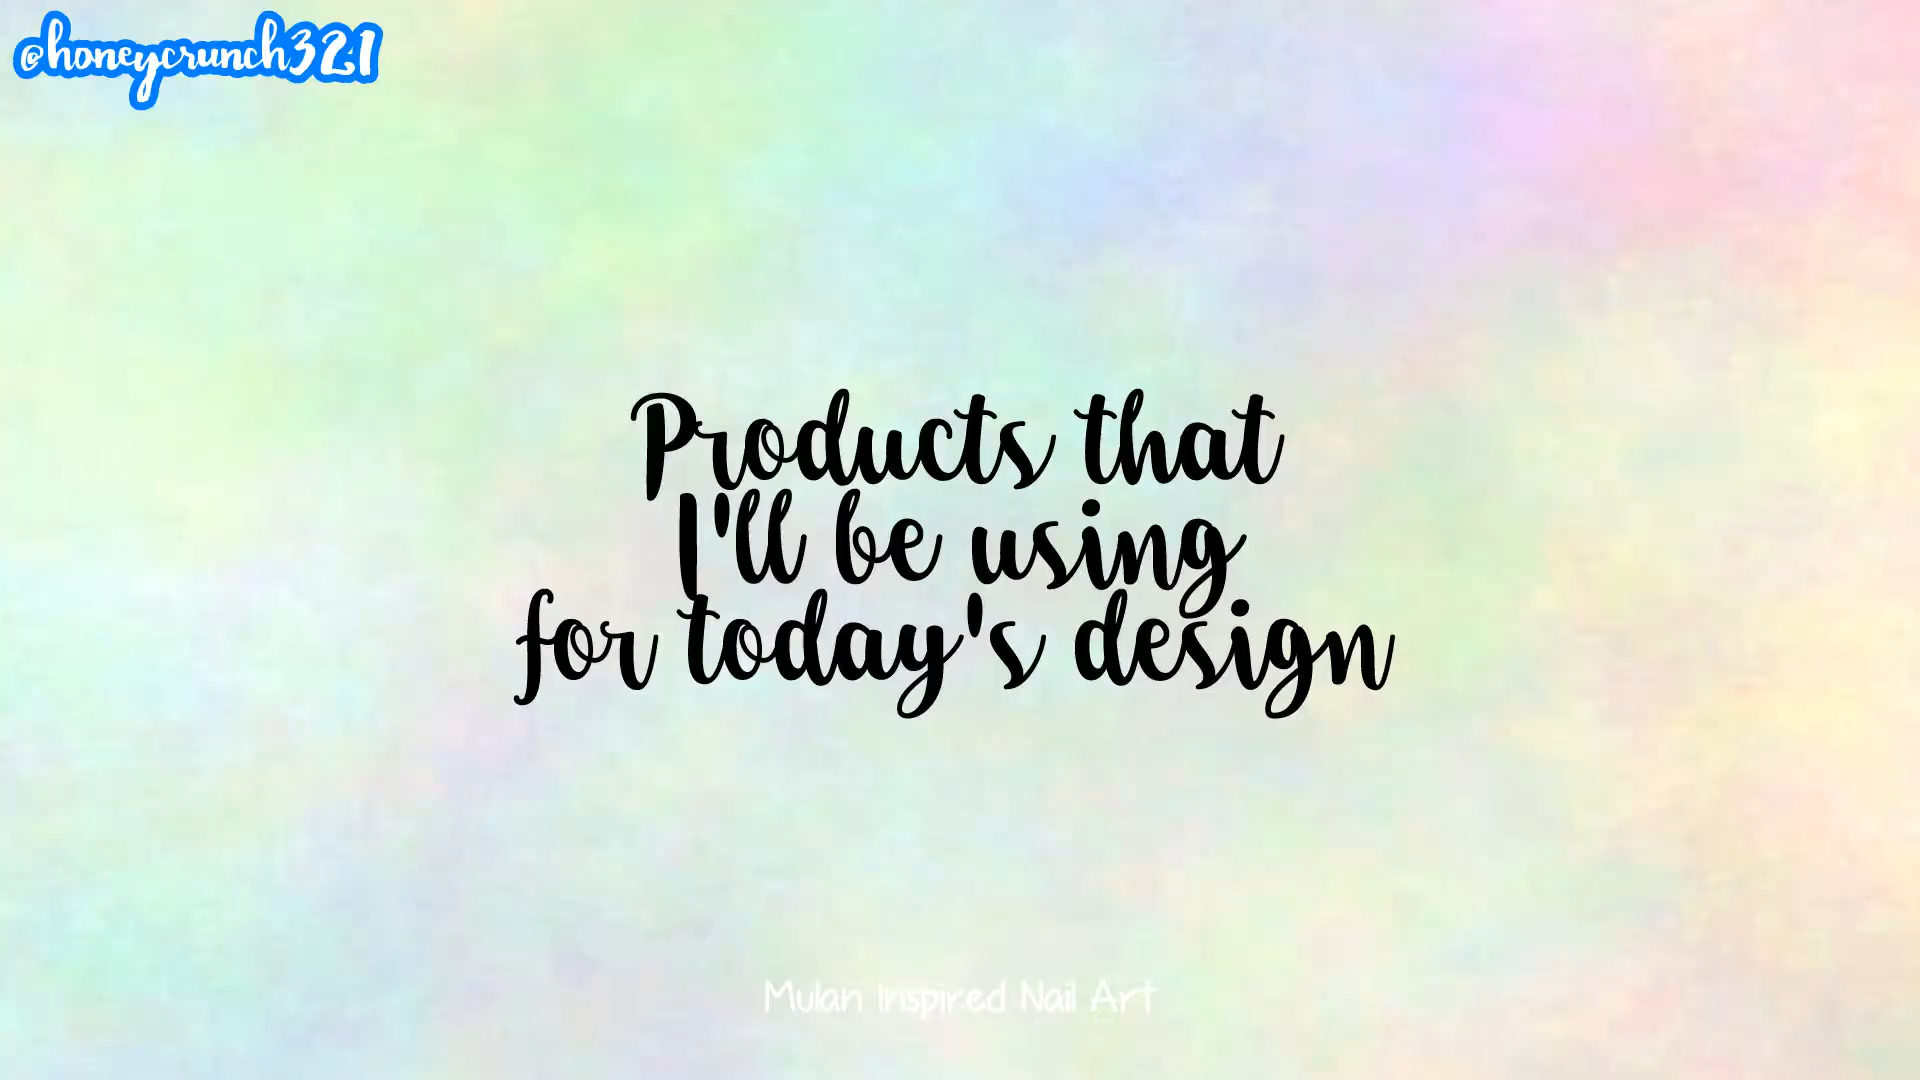 @honeycrunch321
Products that
I'll be using
for today's design
Mulan Inspired Nail Art